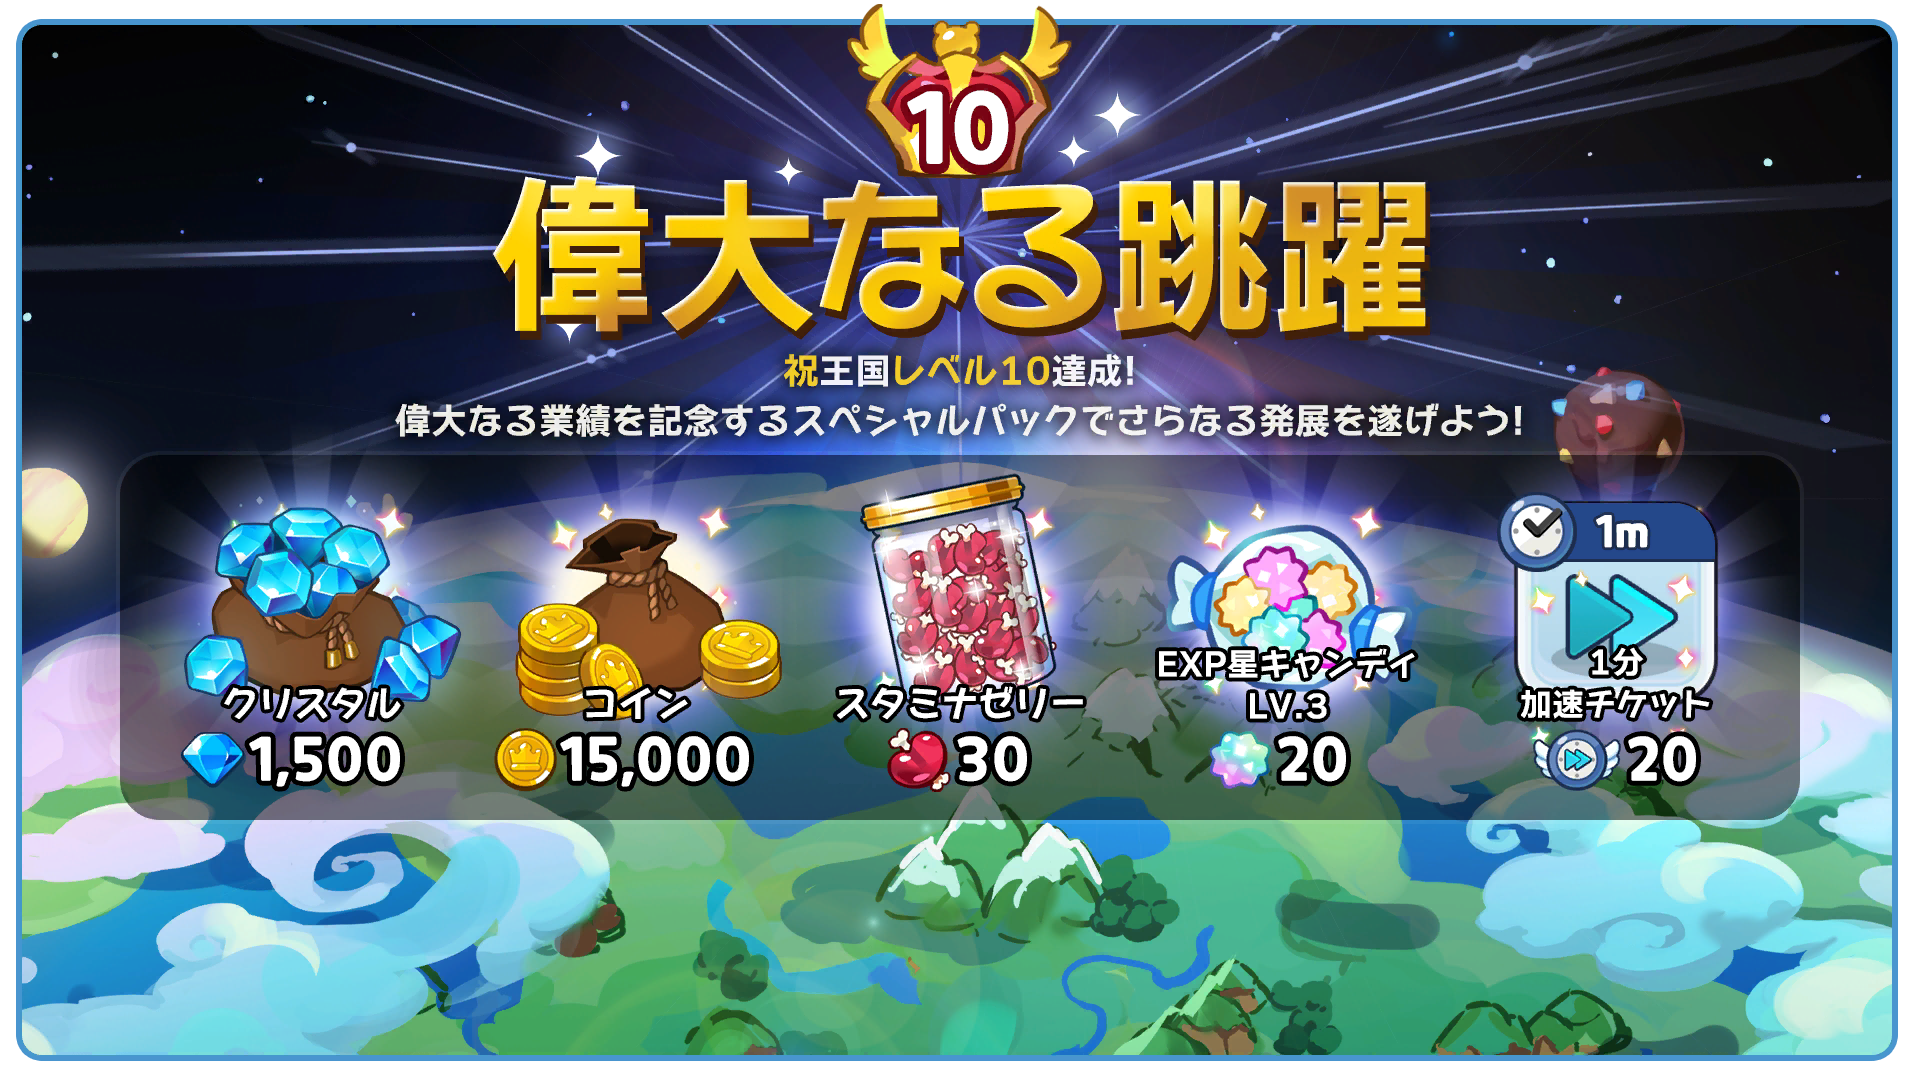 10
偉大なる跳躍
祝王国レベル10達成!
偉大なる業績を記念するスペシャルパックでさらなる発展を遂げよう!
クリスタル
1,500
コイン
15,000
スタミナゼリー
30
EXP星キャンディ
LV.3
20
1m
1分
加速チケット
20